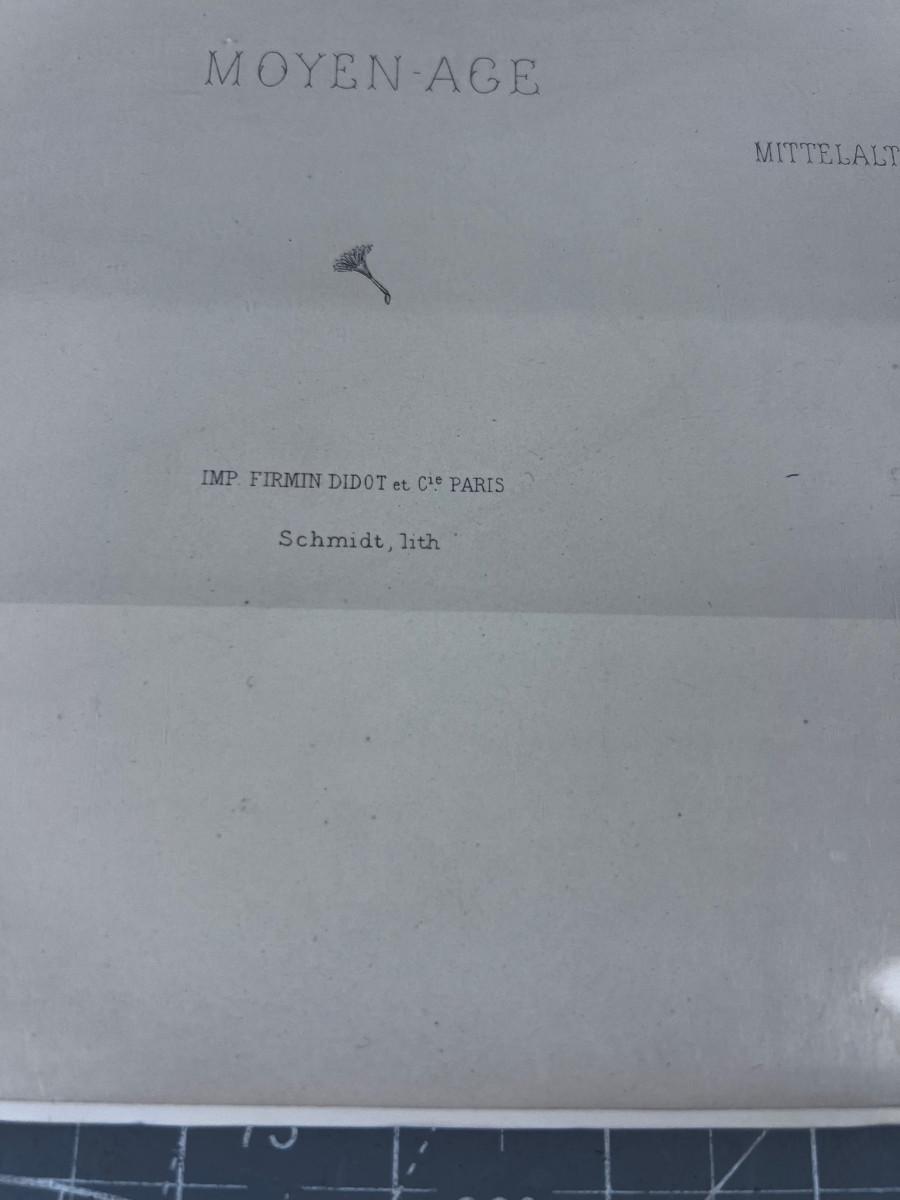 MOYEN-AGE
MITTELALT
IMP. FIRMIN DIDOT et Cie PARIS
Schmidt, lith